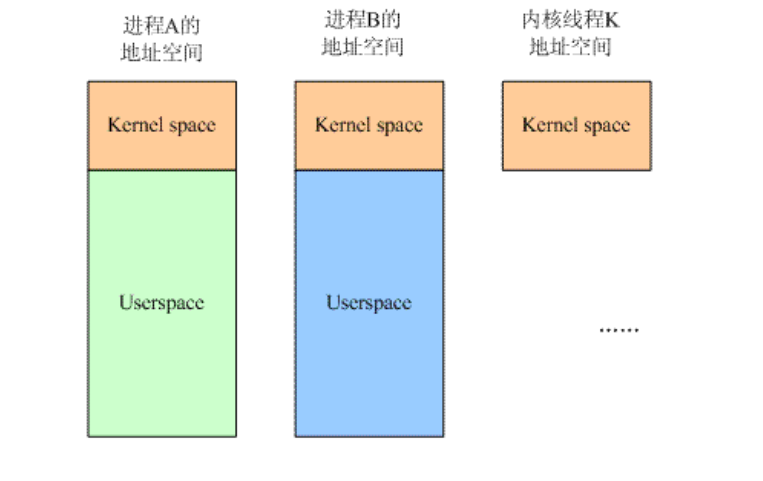 进程A的
地址空间
进程B的
地址空间
内核线程K
地址空间
Kernel space
Kernel space
Kernel space
Userspace
Userspace
......